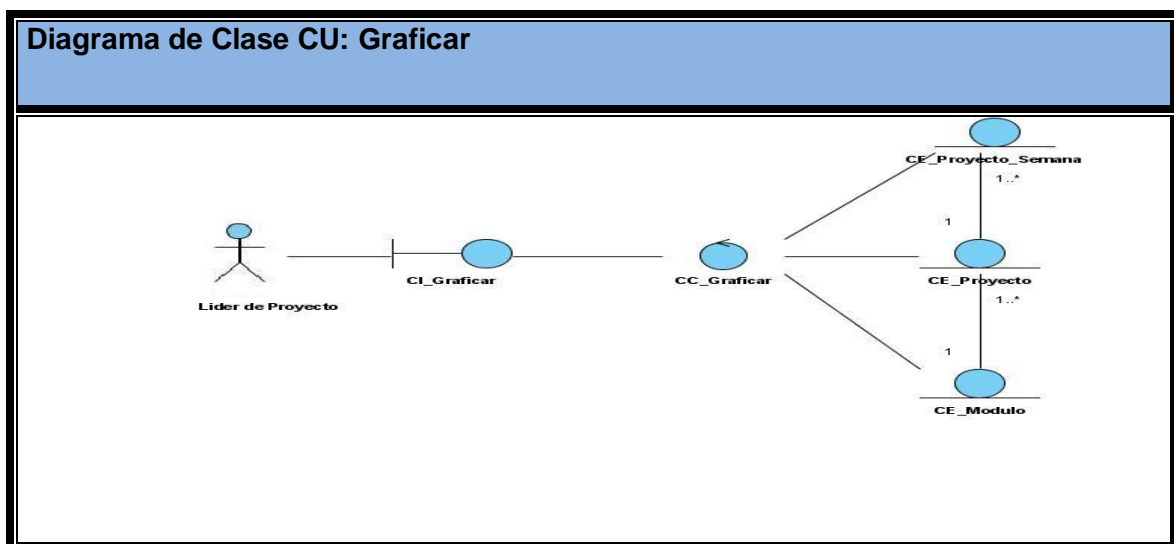 Diagrama de Clase CU: Graficar
CE_Proyecto_Semana
1..*
1
Lider de Proyecto
CI_Graficar
CC_Graficar
CE_Proyecto
1..*
1
CE_Modulo